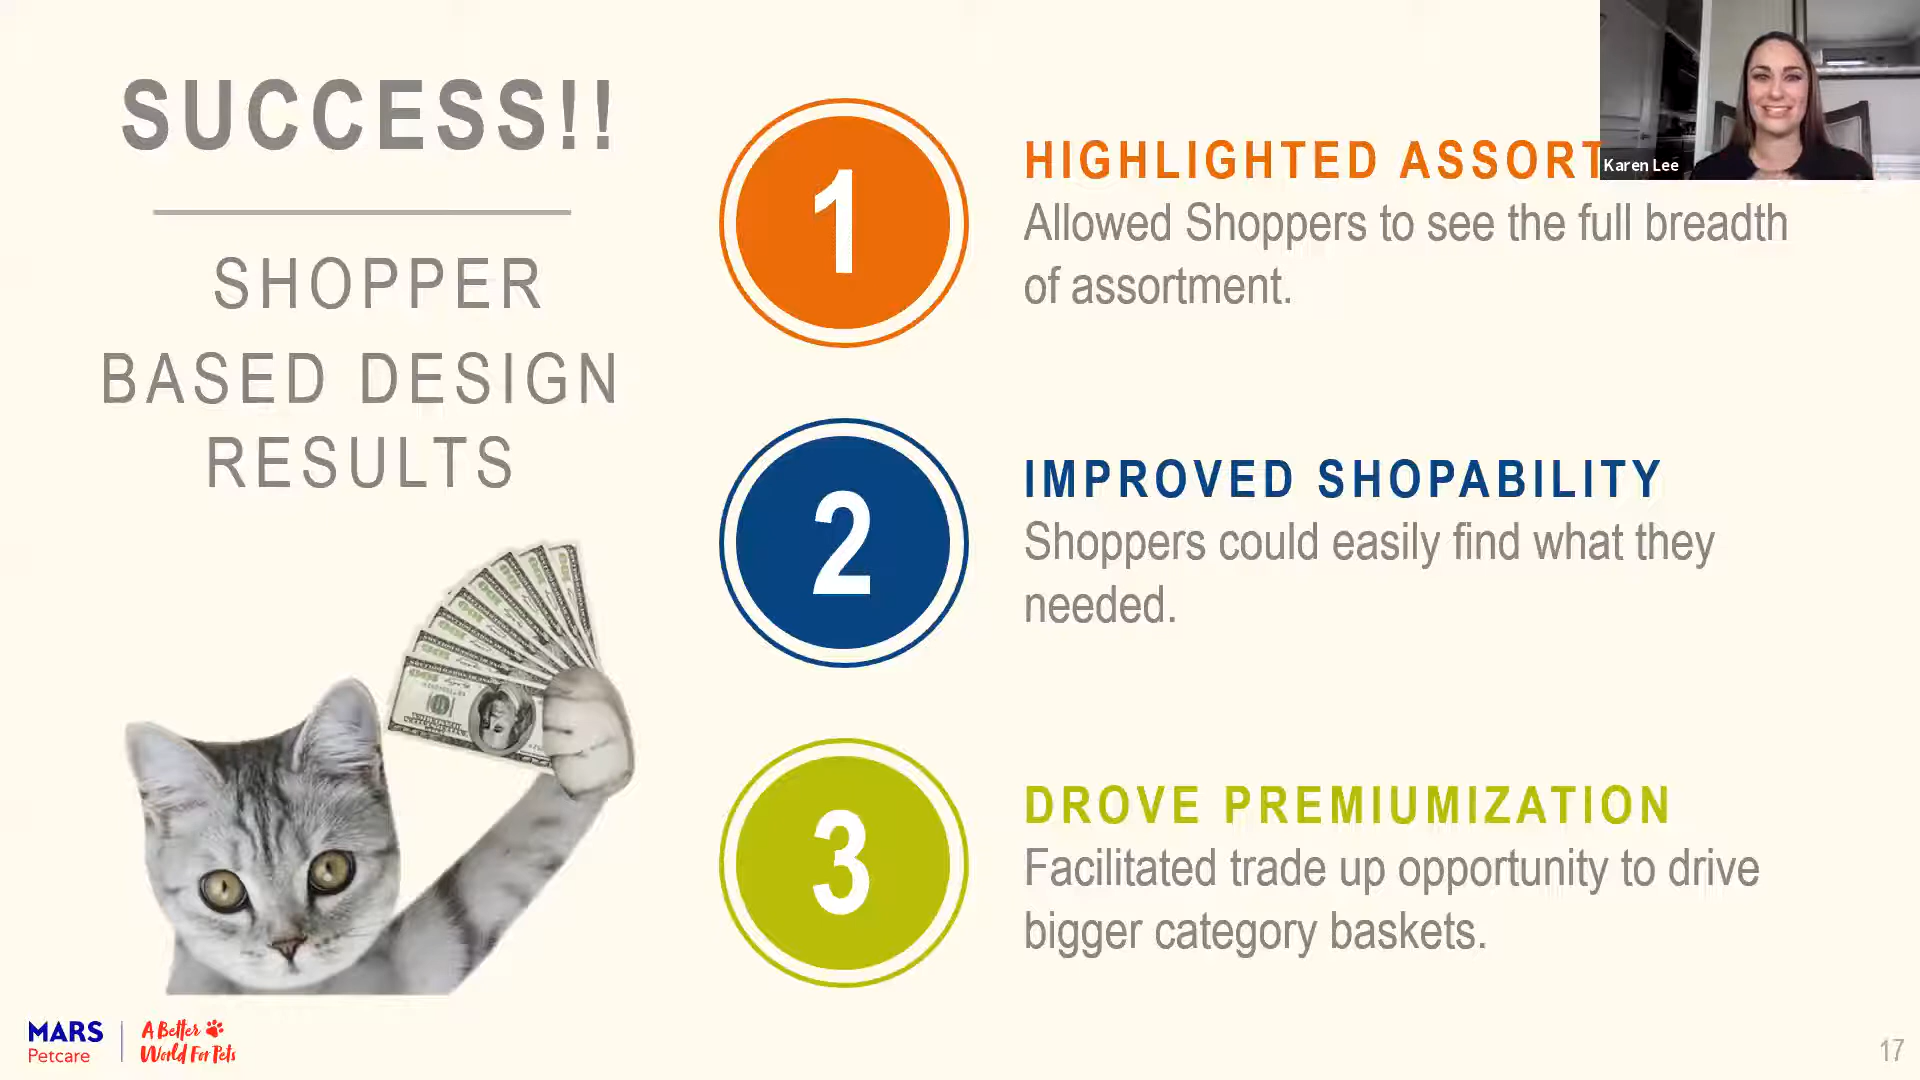 SUCCESS!!
SHOPPER
BASED DESIGN
RESULTS
1
HIGHLIGHTED ASSORT
Allowed Shoppers to see the full breadth
of assortment.
2
IMPROVED SHOPABILITY
Shoppers could easily find what they
needed.
3
DROVE PREMIUMIZATION
Facilitated trade up opportunity to drive
bigger category baskets.
Karen Lee
MARS
Petcare
A Better
World For Pets
17